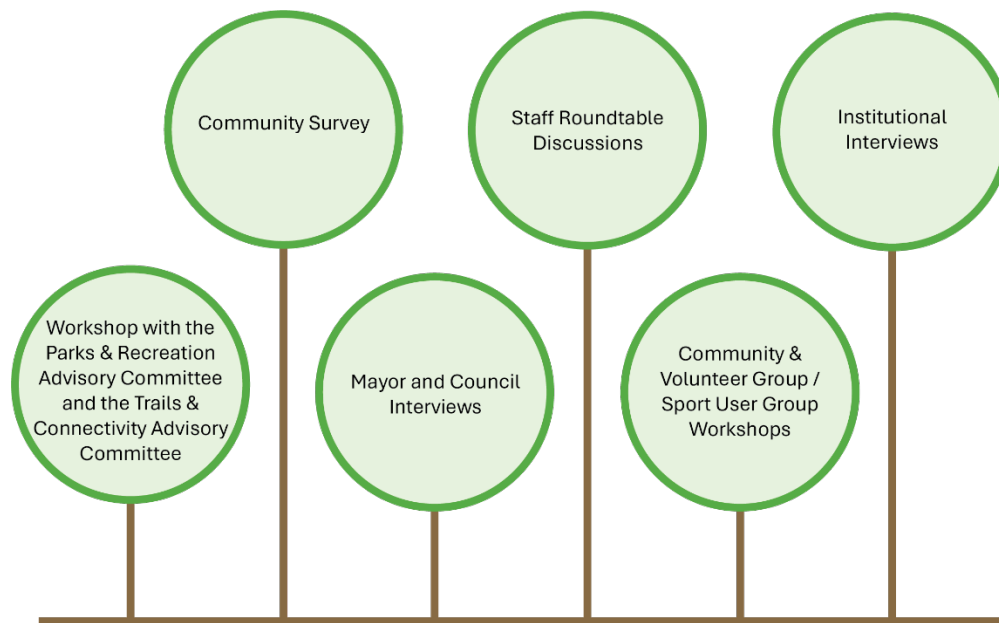 Community Survey
Staff Roundtable
Discussions
Institutional
Interviews
Workshop with the
Parks & Recreation
Advisory Committee
and the Trails &
Connectivity Advisory
Committee
Mayor and Council
Interviews
Community &
Volunteer Group /
Sport User Group
Workshops